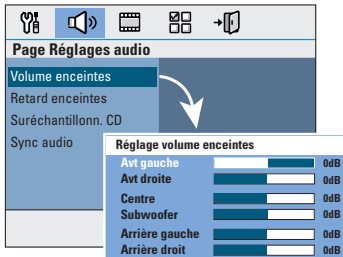 Page Réglages audio
Volume enceintes
Retard enceintes
Suréchantillonn. CD
Sync audio
Réglage volume enceintes
Avt gauche 0dB
Avt droite 0dB
Centre 0dB
Subwoofer 0dB
Arrière gauche 0dB
Arrière droit 0dB